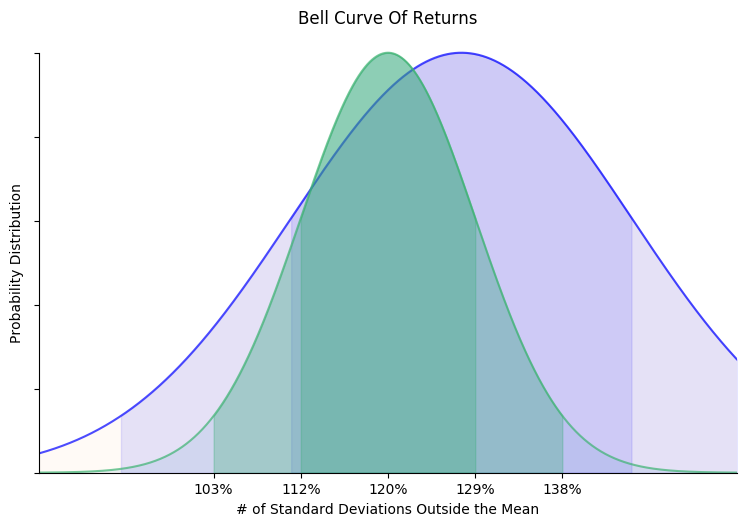 Bell Curve Of Returns
Probability Distribution
103% 112% 120% 129% 138%
# of Standard Deviations Outside the Mean